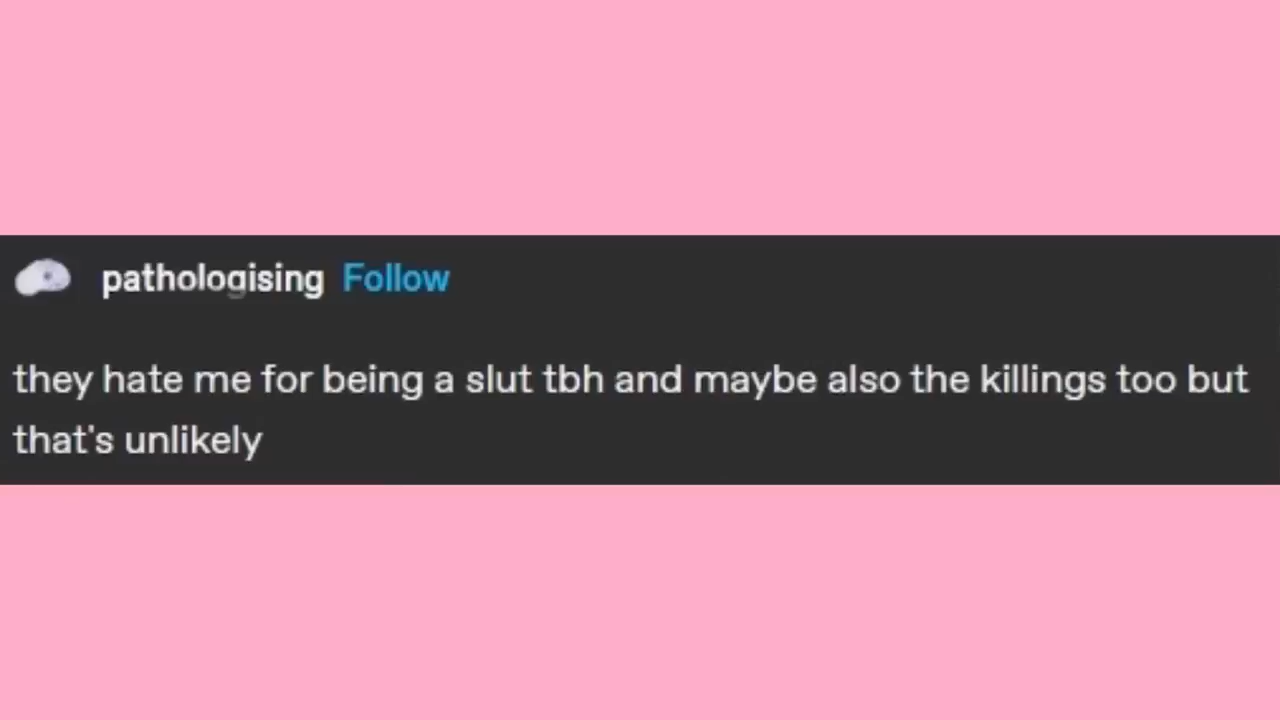 pathologising Follow
they hate me for being a slut tbh and maybe also the killings too but
that's unlikely